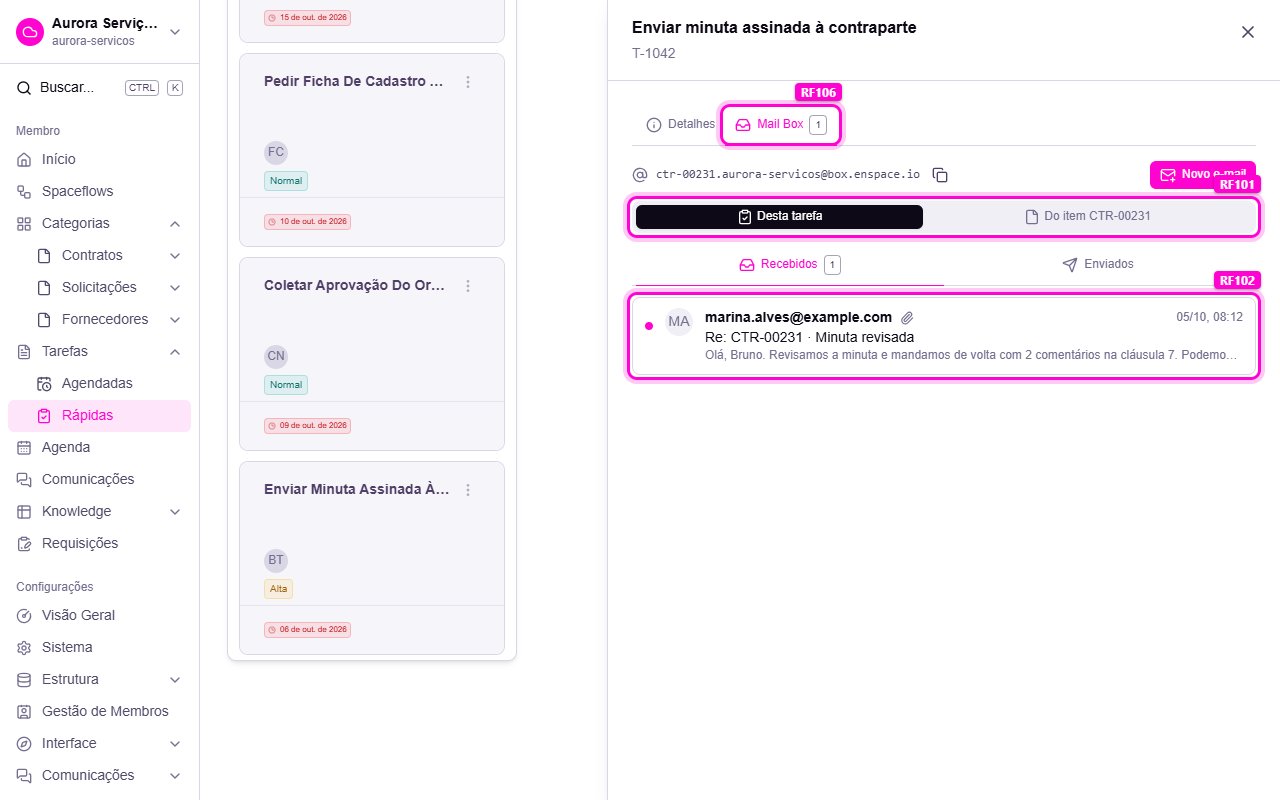 Aurora Serviç...
aurora-servicos
Buscar... CTRL K
Membro
Início
Spaceflows
Categorias
Contratos
Solicitações
Fornecedores
Tarefas
Agendadas
Rápidas
Agenda
Comunicações
Knowledge
Requisições
Configurações
Visão Geral
Sistema
Estrutura
Gestão de Membros
Interface
Comunicações
15 de out. de 2026
Pedir Ficha De Cadastro ...
FC
Normal
10 de out. de 2026
Coletar Aprovação Do Or...
CN
Normal
09 de out. de 2026
Enviar Minuta Assinada À...
BT
Alta
06 de out. de 2026
Enviar minuta assinada à contraparte
T-1042
RF106
Detalhes Mail Box 1
ctr-00231.aurora-servicos@box.enspace.io Novo e-mail
RF101
Desta tarefa Do item CTR-00231
Recebidos 1 Enviados
RF102
MA marina.alves@example.com 05/10, 08:12
Re: CTR-00231 · Minuta revisada
Olá, Bruno. Revisamos a minuta e mandamos de volta com 2 comentários na cláusula 7. Podemo...